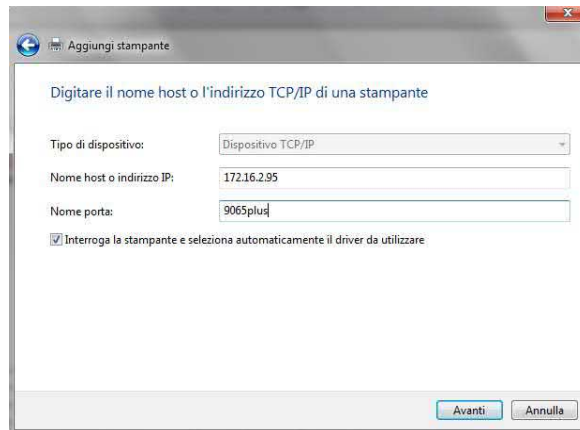 Aggiungi stampante
Digitare il nome host o l'indirizzo TCP/IP di una stampante
Tipo di dispositivo: Dispositivo TCP/IP
Nome host o indirizzo IP: 172.16.2.95
Nome porta: 9065plus
Interroga la stampante e seleziona automaticamente il driver da utilizzare
Avanti Annulla